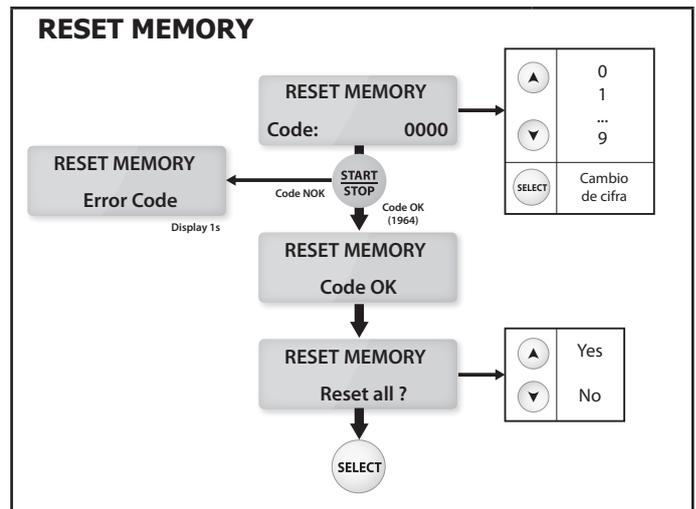 RESET MEMORY
RESET MEMORY
Code: 0000
0
1
...
9
SELECT
Cambio
de cifra
RESET MEMORY
Error Code
Display 1s
Code NOK
START
STOP
Code OK
(1964)
RESET MEMORY
Code OK
RESET MEMORY
Reset all ?
Yes
No
SELECT